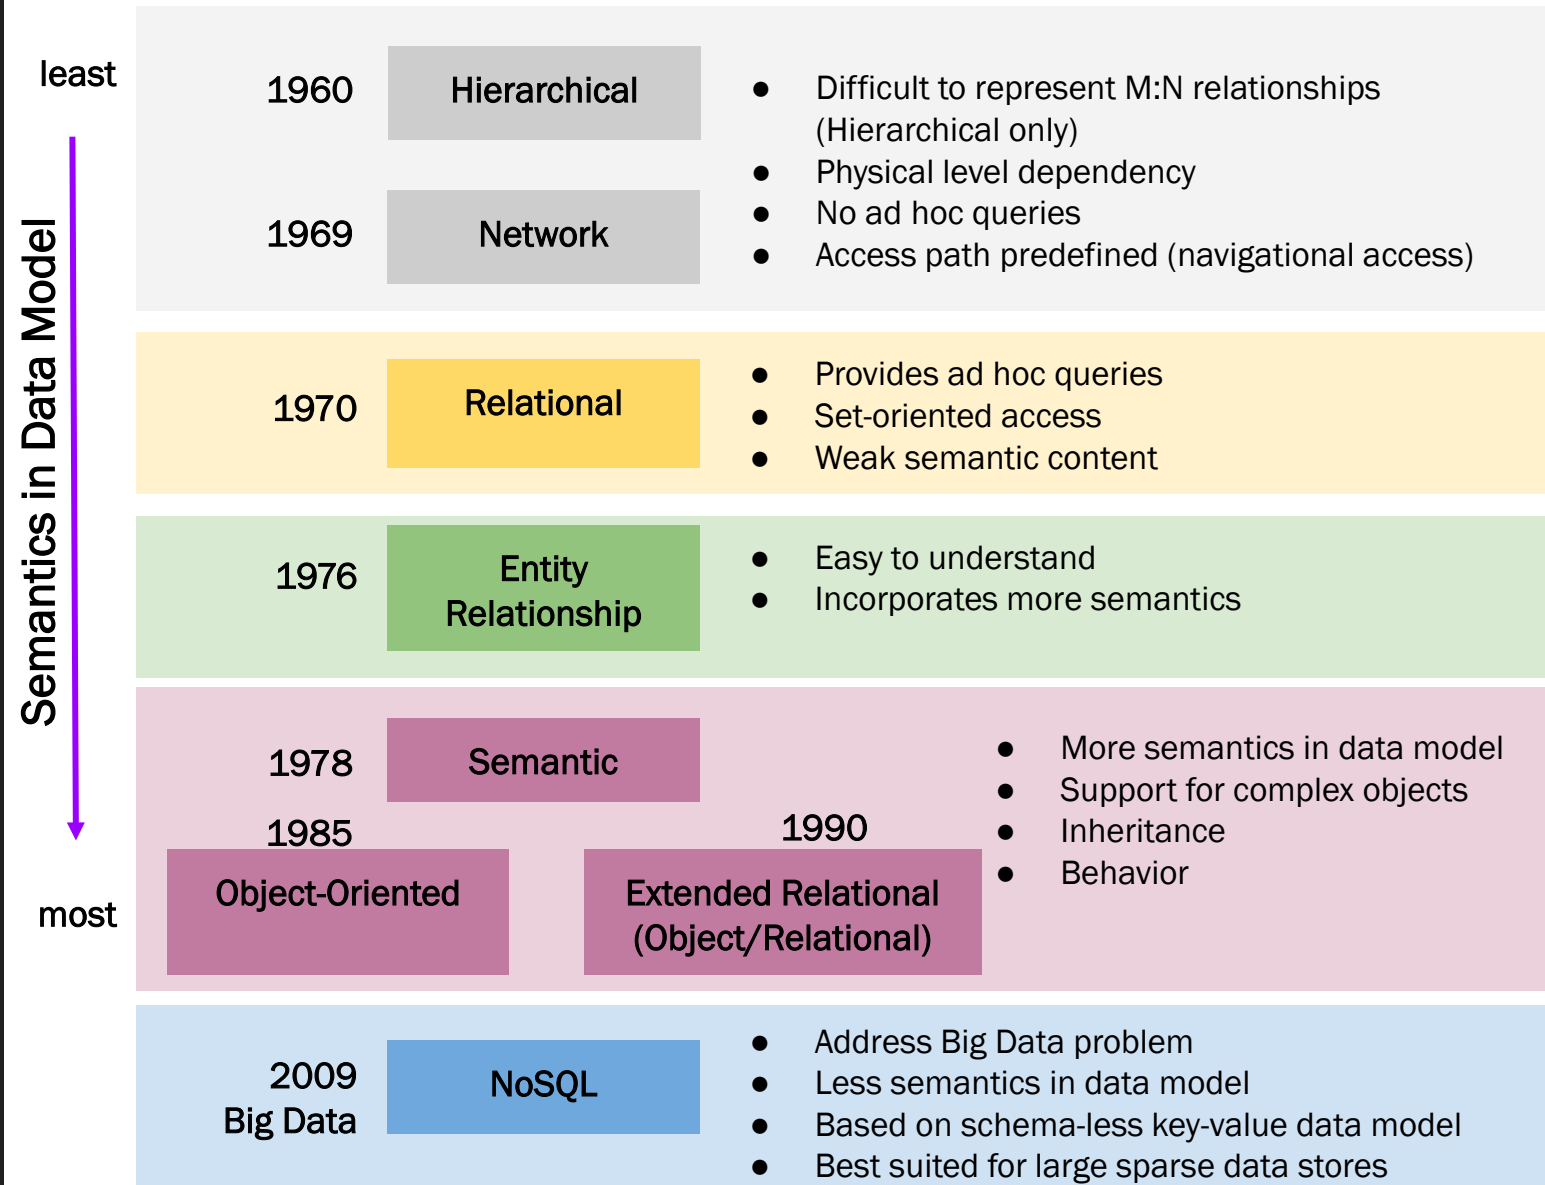 least
Semantics in Data Model
most
1960
Hierarchical
1969
Network
● Difficult to represent M:N relationships
(Hierarchical only)
● Physical level dependency
● No ad hoc queries
● Access path predefined (navigational access)
1970
Relational
● Provides ad hoc queries
● Set-oriented access
● Weak semantic content
1976
Entity
Relationship
● Easy to understand
● Incorporates more semantics
1978
Semantic
1985
Object-Oriented
1990
Extended Relational
(Object/Relational)
● More semantics in data model
● Support for complex objects
● Inheritance
● Behavior
2009
Big Data
NoSQL
● Address Big Data problem
● Less semantics in data model
● Based on schema-less key-value data model
● Best suited for large sparse data stores